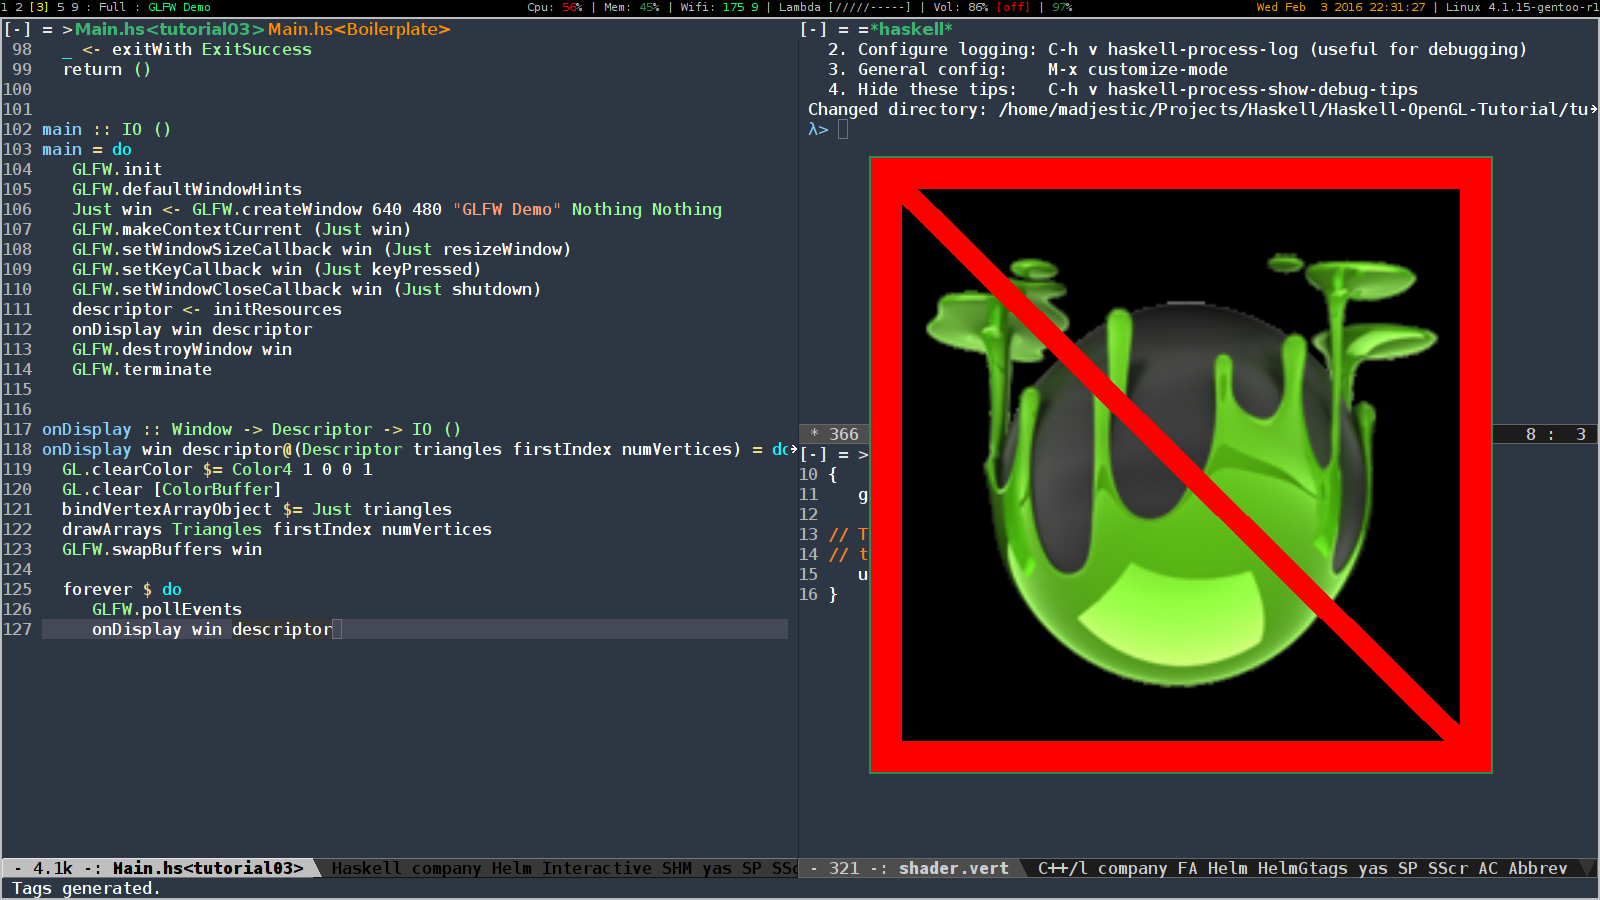 1 2 [3] 5 9 : Full : GLFW Demo
Cpu: 56% | Mem: 45% | Wifi: 175 9 | Lambda [/////-----] | Vol: 86% [off] | 97%
Wed Feb  3 2016 22:31:27 | Linux 4.1.15-gentoo-r1
[-] = >Main.hs<tutorial03> Main.hs<Boilerplate>
98   _ <- exitWith ExitSuccess
99   return ()
100
101
102 main :: IO ()
103 main = do
104    GLFW.init
105    GLFW.defaultWindowHints
106    Just win <- GLFW.createWindow 640 480 "GLFW Demo" Nothing Nothing
107    GLFW.makeContextCurrent (Just win)
108    GLFW.setWindowSizeCallback win (Just resizeWindow)
109    GLFW.setKeyCallback win (Just keyPressed)
110    GLFW.setWindowCloseCallback win (Just shutdown)
111    descriptor <- initResources
112    onDisplay win descriptor
113    GLFW.destroyWindow win
114    GLFW.terminate
115
116
117 onDisplay :: Window -> Descriptor -> IO ()
118 onDisplay win descriptor@(Descriptor triangles firstIndex numVertices) = do
119   GL.clearColor $= Color4 1 0 0 1
120   GL.clear [ColorBuffer]
121   bindVertexArrayObject $= Just triangles
122   drawArrays Triangles firstIndex numVertices
123   GLFW.swapBuffers win
124
125   forever $ do
126      GLFW.pollEvents
127      onDisplay win descriptor
- 4.1k -: Main.hs<tutorial03> Haskell company Helm Interactive SHM yas SP SSc
Tags generated.
[-] = =*haskell*
2. Configure logging: C-h v haskell-process-log (useful for debugging)
3. General config:    M-x customize-mode
4. Hide these tips:   C-h v haskell-process-show-debug-tips
Changed directory: /home/madjestic/Projects/Haskell/Haskell-OpenGL-Tutorial/tu
λ>
* 366
8 :  3
[-] = >
10 {
11    g
12
13 // T
14 // t
15    u
16 }
- 321 -: shader.vert C++/l company FA Helm HelmGtags yas SP SScr AC Abbrev